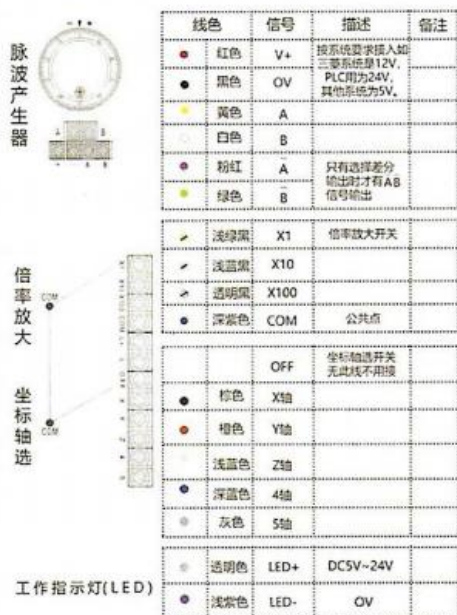 线色 信号 描述 备注
脉波产生器
红色 V+ 按系统要求接入如
三菱系统是12V,
黑色 OV PLC用为24V,
其他系统为5V。
黄色 A
白色 B
粉红 A̅ 只有选择差分
输出时才有A̅B̅
绿色 B̅ 信号输出
浅绿黑 X1 倍率放大开关
浅蓝黑 X10
透明黑 X100
深紫色 COM 公共点
倍率放大
COM
坐标轴选
COM
OFF 坐标轴选开关
无此线不用接
棕色 X轴
橙色 Y轴
浅蓝色 Z轴
深蓝色 4轴
灰色 5轴
工作指示灯(LED)
透明色 LED+ DC5V~24V
浅紫色 LED- OV